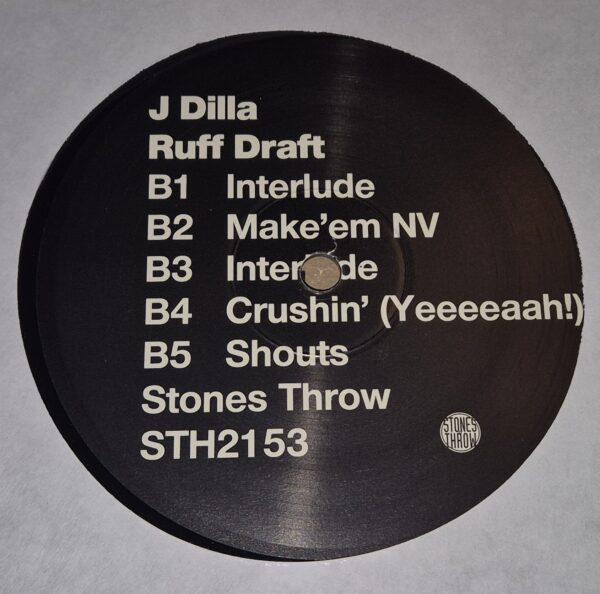 J Dilla
Ruff Draft
B1 Interlude
B2 Make'em NV
B3 Interlude
B4 Crushin' (Yeeeeaah!)
B5 Shouts
Stones Throw
STH2153
STONES
THROW